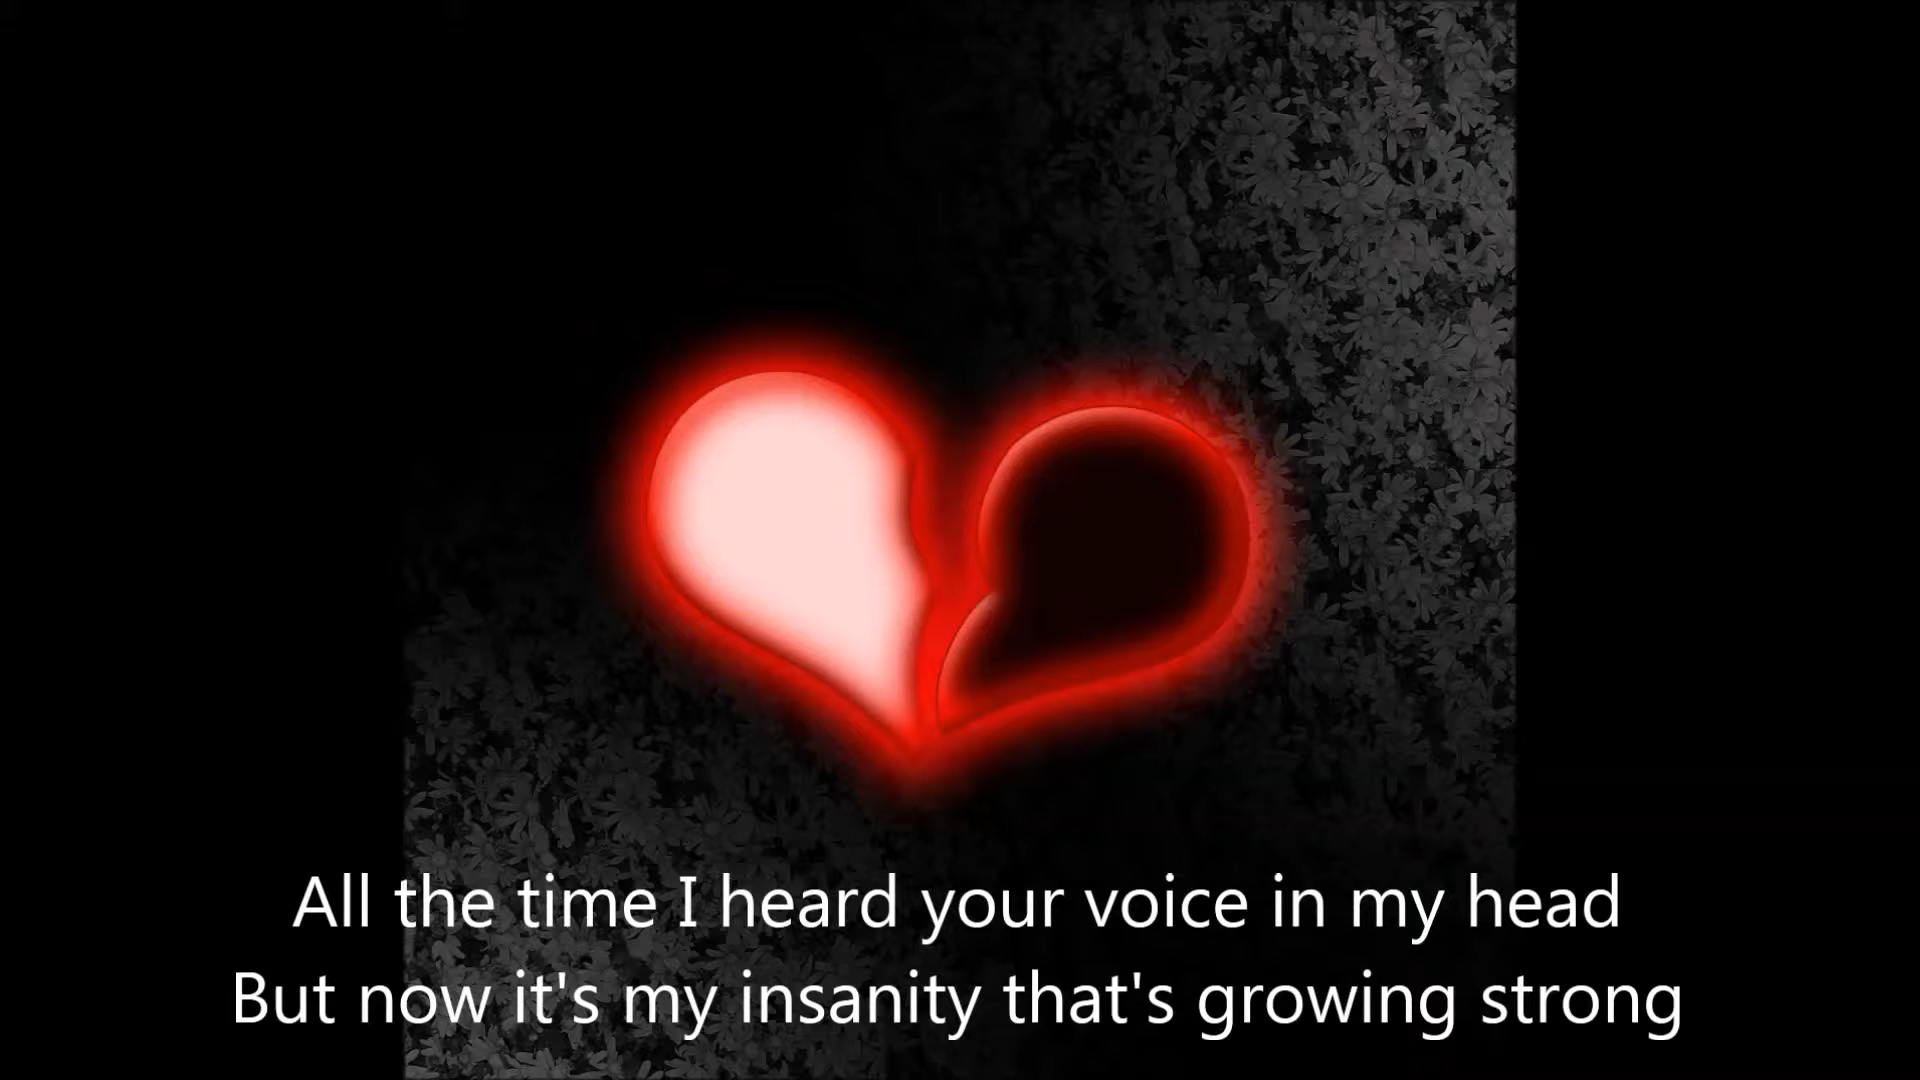 All the time I heard your voice in my head
But now it's my insanity that's growing strong